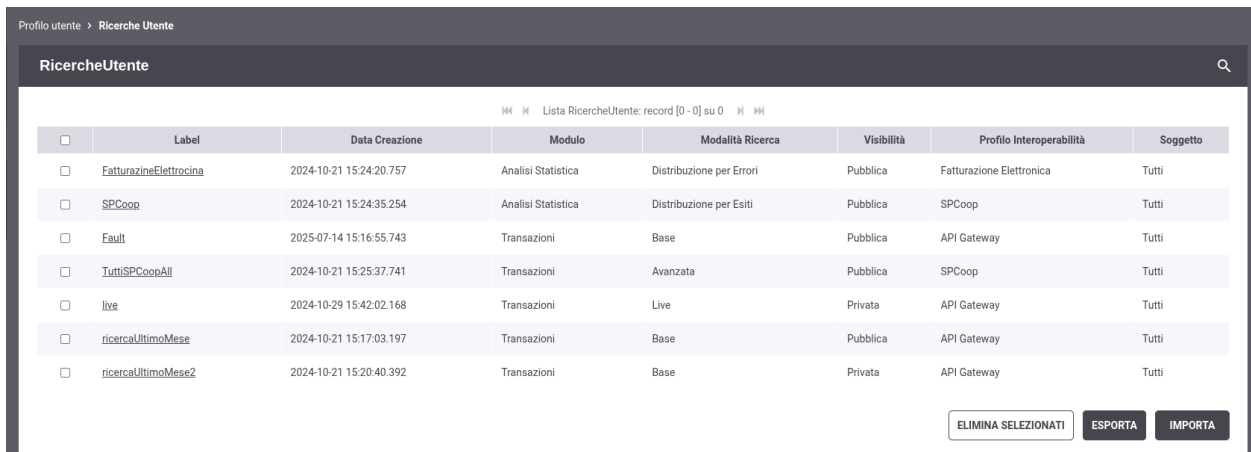 Profilo utente > Ricerche Utente
RicercheUtente
Lista RicercheUtente: record [0 - 0] su 0
Label Data Creazione Modulo Modalità Ricerca Visibilità Profilo Interoperabilità Soggetto
FatturazineElettrocina 2024-10-21 15:24:20.757 Analisi Statistica Distribuzione per Errori Pubblica Fatturazione Elettronica Tutti
SPCoop 2024-10-21 15:24:35.254 Analisi Statistica Distribuzione per Esiti Pubblica SPCoop Tutti
Fault 2025-07-14 15:16:55.743 Transazioni Base Pubblica API Gateway Tutti
TuttiSPCoopAll 2024-10-21 15:25:37.741 Transazioni Avanzata Pubblica SPCoop Tutti
live 2024-10-29 15:42:02.168 Transazioni Live Privata API Gateway Tutti
ricercaUltimoMese 2024-10-21 15:17:03.197 Transazioni Base Pubblica API Gateway Tutti
ricercaUltimoMese2 2024-10-21 15:20:40.392 Transazioni Base Privata API Gateway Tutti
ELIMINA SELEZIONATI ESPORTA IMPORTA